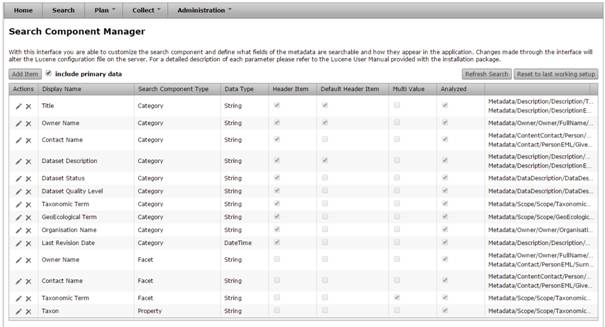 Home Search Plan Collect Administration
Search Component Manager
With this interface you are able to customize the search component and define what fields of the metadata are searchable and how they appear in the application. Changes made through the interface will
alter the Lucene configuration file on the server. For a detailed description of each parameter please refer to the Lucene User Manual provided with the installation package.
Add Item include primary data Refresh Search Reset to last working setup
Actions Display Name Search Component Type Data Type Header Item Default Header Item Multi Value Analyzed
Title Category String Metadata/Description/Description/T...
Metadata/Description/DescriptionE...
Owner Name Category String Metadata/Owner/Owner/FullName/...
Contact Name Category String Metadata/ContentContact/Person/...
Metadata/Contact/PersonEML/Give...
Dataset Description Category String Metadata/Description/Description/...
Metadata/Description/DescriptionE...
Dataset Status Category String Metadata/DataDescription/DataDes...
Dataset Quality Level Category String Metadata/DataDescription/DataDes...
Taxonomic Term Category String Metadata/Scope/Scope/Taxonomic...
GeoEcological Term Category String Metadata/Scope/Scope/GeoEcologic...
Organisation Name Category String Metadata/Owner/Owner/Organisati...
Last Revision Date Category DateTime Metadata/Description/Description/...
Owner Name Facet String Metadata/Owner/Owner/FullName/...
Metadata/Contact/PersonEML/Surn...
Contact Name Facet String Metadata/ContentContact/Person/...
Metadata/Contact/PersonEML/Give...
Taxonomic Term Facet String Metadata/Scope/Scope/Taxonomic...
Taxon Property String Metadata/Scope/Scope/Taxonomic...